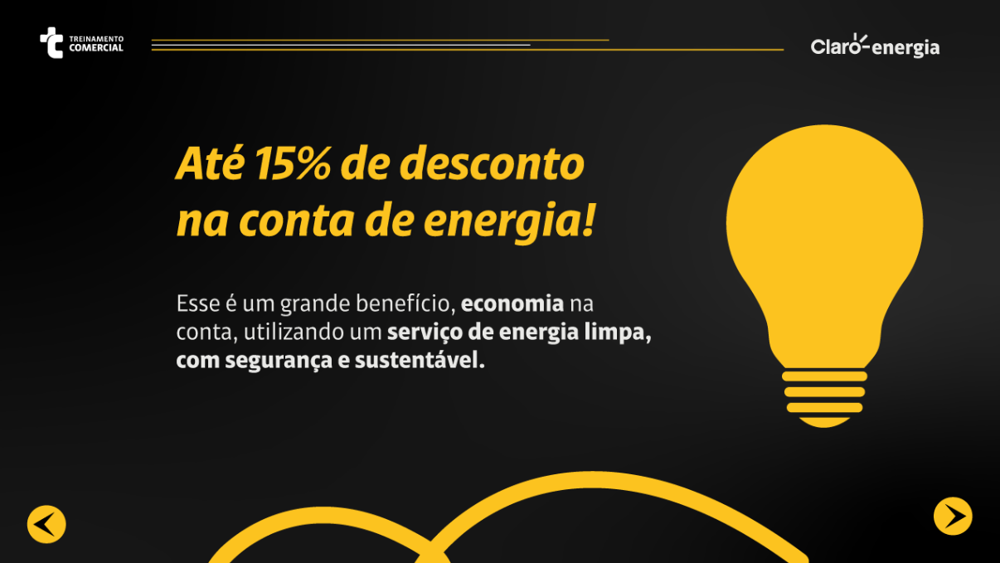 TREINAMENTO
COMERCIAL
Claro energia
Até 15% de desconto
na conta de energia!
Esse é um grande benefício, economia na
conta, utilizando um serviço de energia limpa,
com segurança e sustentável.